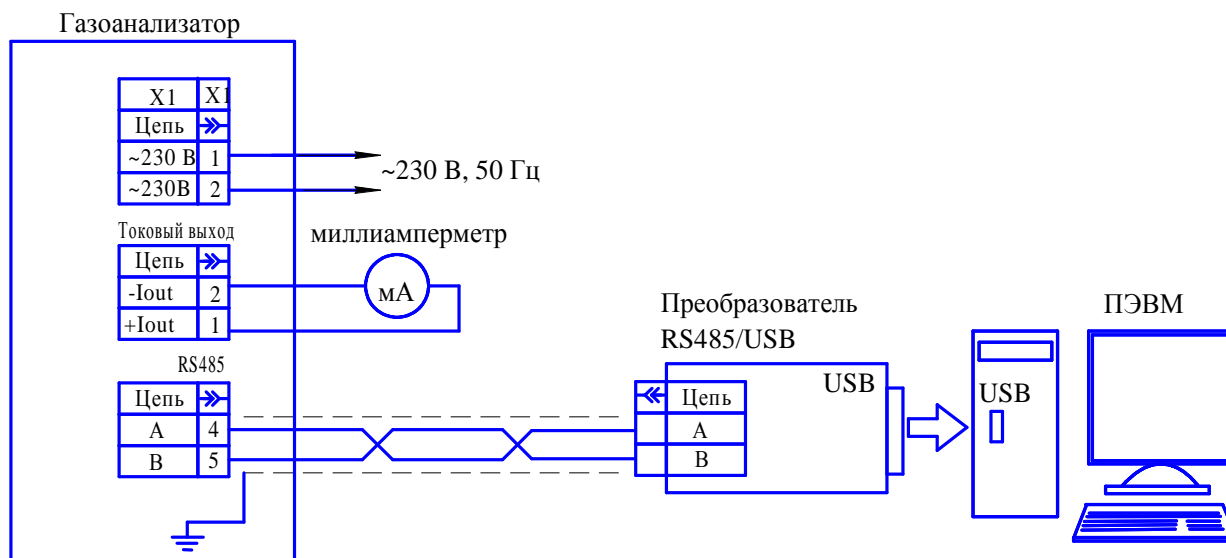 Газоанализатор
X1 X1
Цепь
~230 В 1
~230В 2
~230 В, 50 Гц
Токовый выход
миллиамперметр
Цепь
-Iout 2
мА
+Iout 1
RS485
Цепь
A 4
B 5
Преобразователь
RS485/USB
USB
Цепь
A
B
ПЭВМ
USB